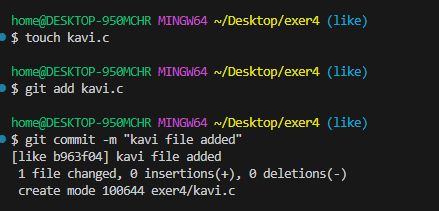 home@DESKTOP-950MCHR MINGW64 ~/Desktop/exer4 (like)
$ touch kavi.c
home@DESKTOP-950MCHR MINGW64 ~/Desktop/exer4 (like)
$ git add kavi.c
home@DESKTOP-950MCHR MINGW64 ~/Desktop/exer4 (like)
$ git commit -m "kavi file added"
[like b963f04] kavi file added
 1 file changed, 0 insertions(+), 0 deletions(-)
 create mode 100644 exer4/kavi.c